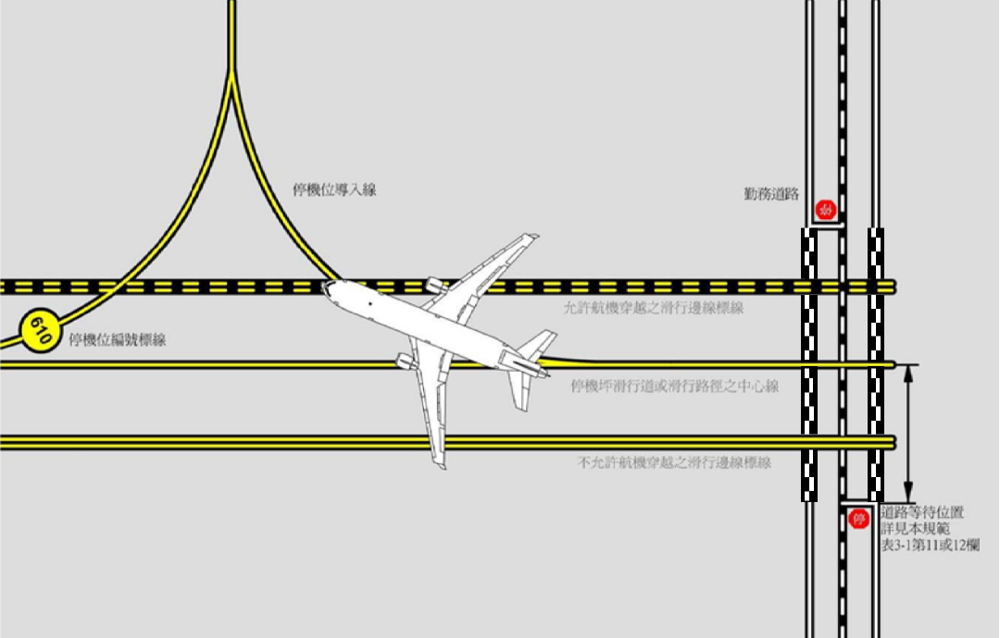 停機位導入線
勤務道路
停
允許航機穿越之滑行邊線標線
610
停機位編號標線
停機坪滑行道或滑行路徑之中心線
不允許航機穿越之滑行邊線標線
停
道路等待位置
詳見本規範
表3-1第11或12欄